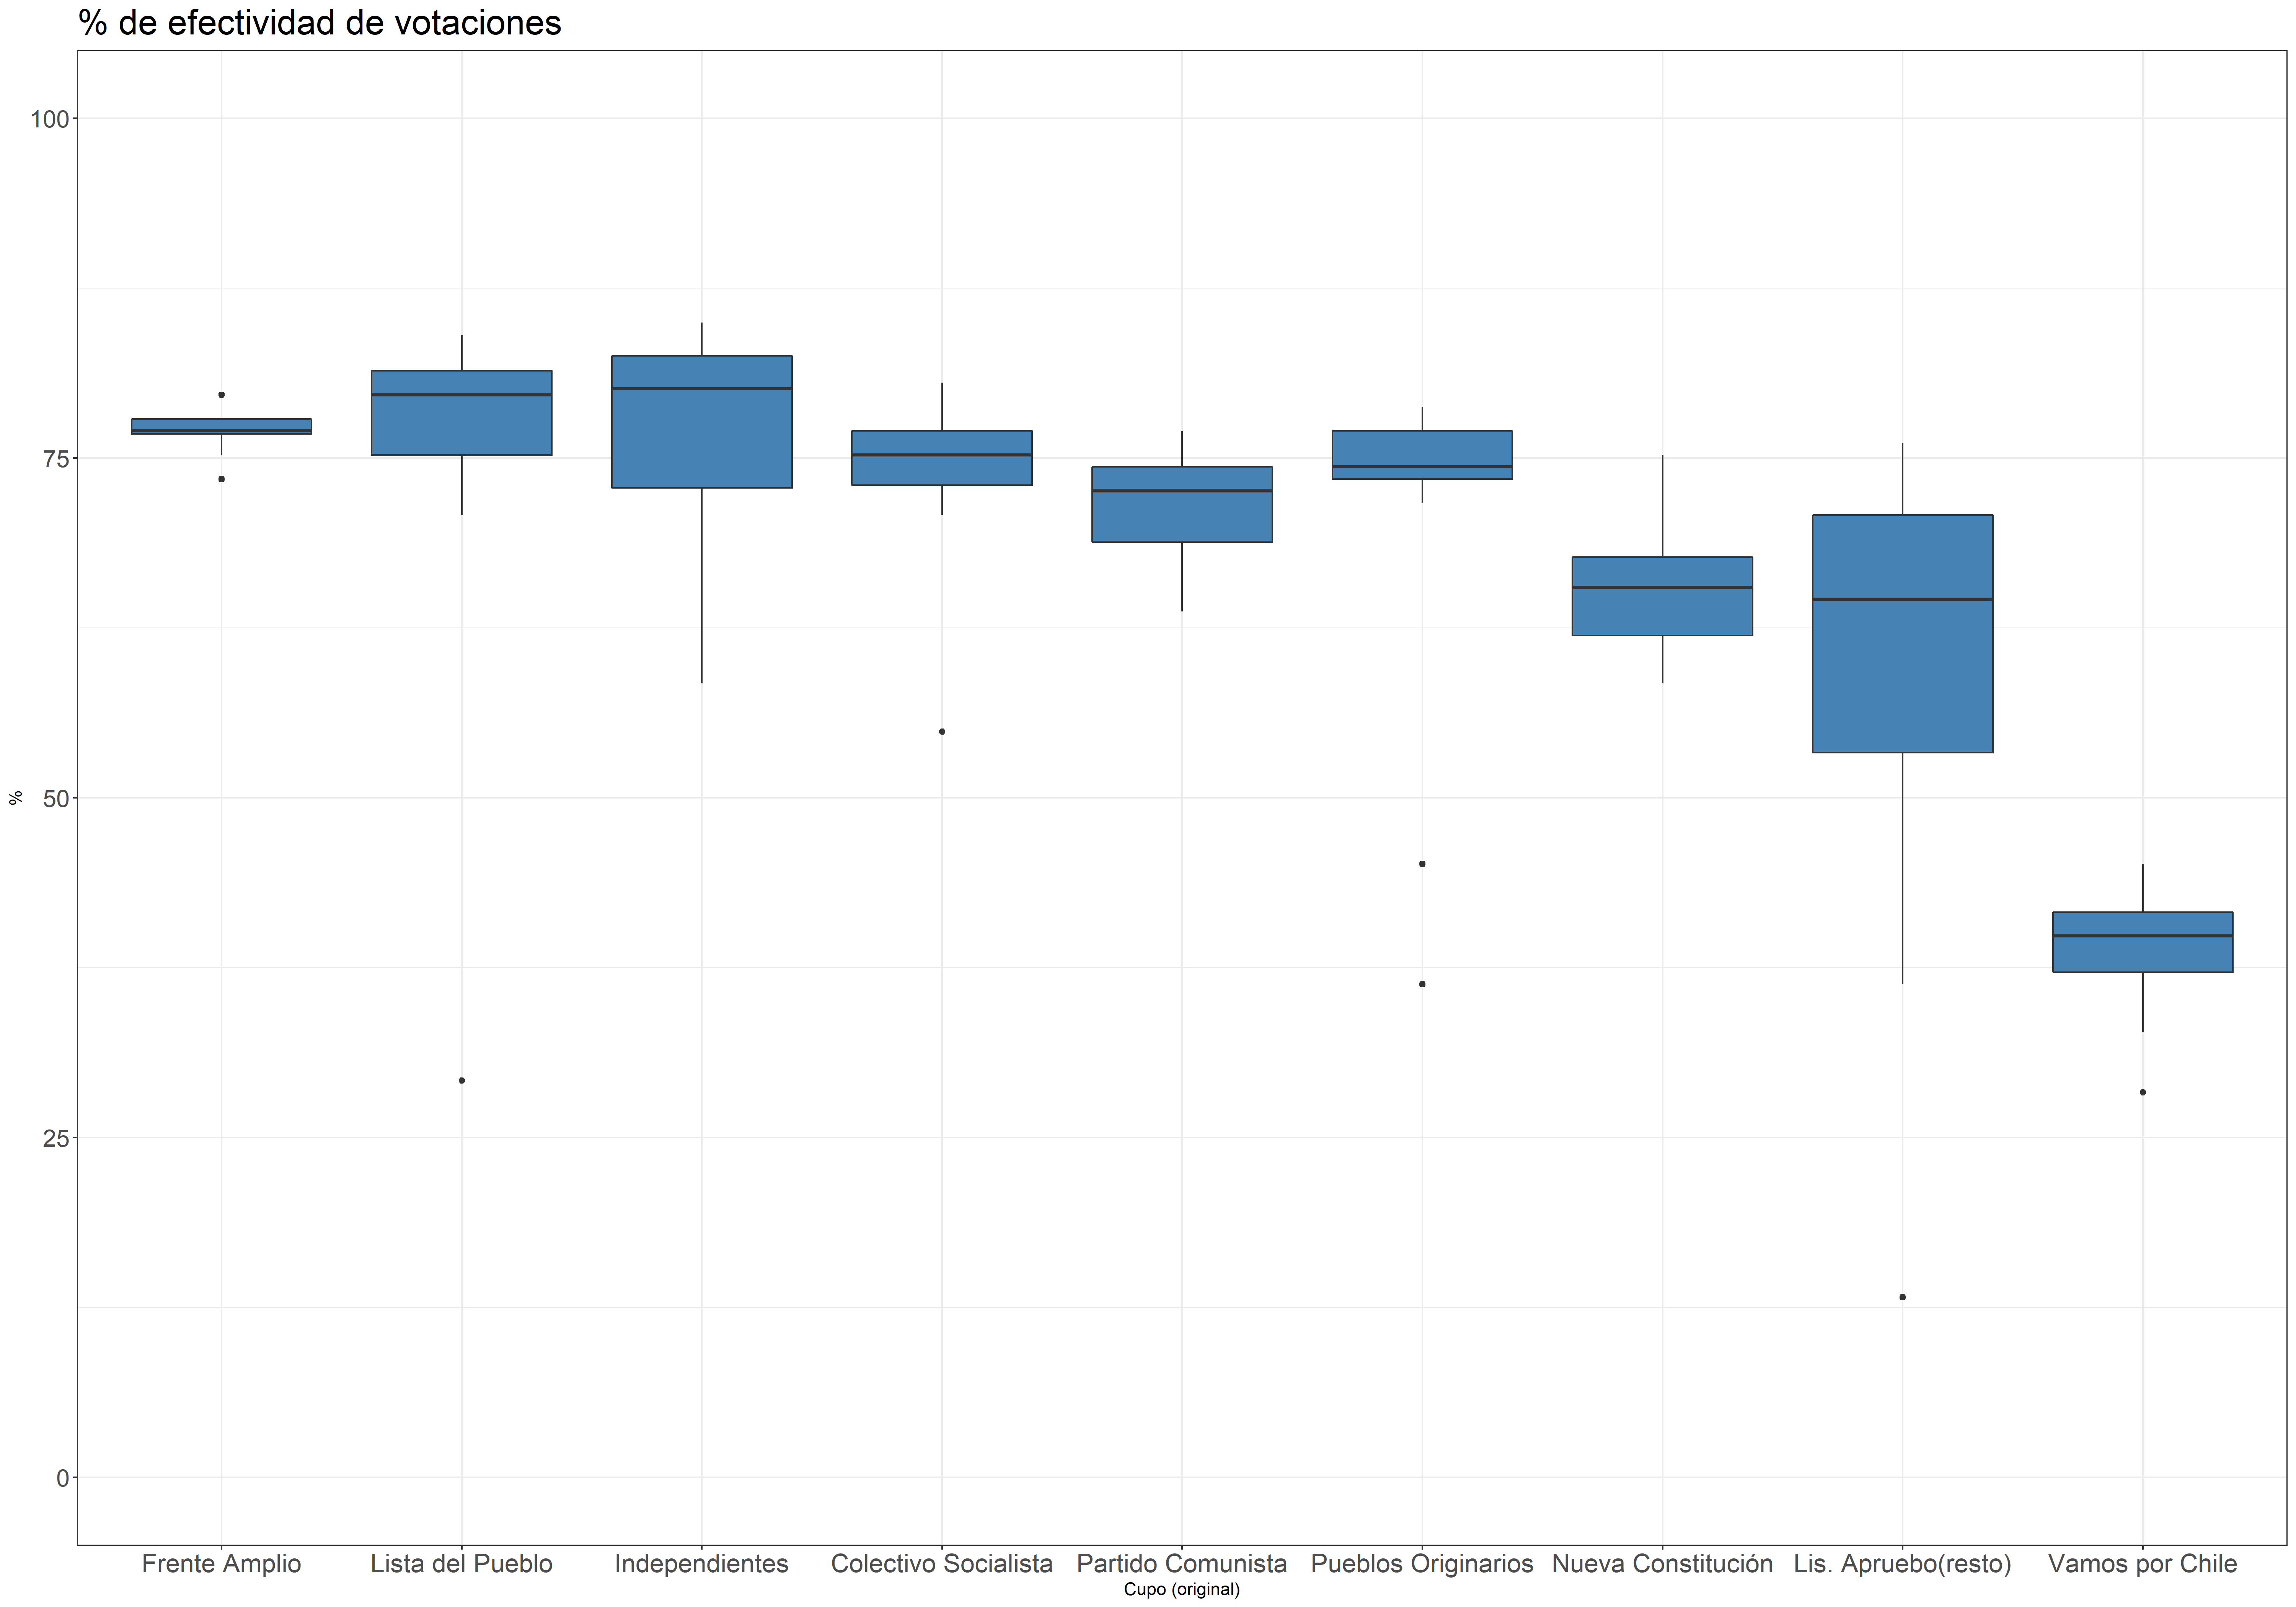 % de efectividad de votaciones
100
75
50
25
0
%
Frente Amplio
Lista del Pueblo
Independientes
Colectivo Socialista
Partido Comunista
Pueblos Originarios
Nueva Constitución
Lis. Apruebo(resto)
Vamos por Chile
Cupo (original)